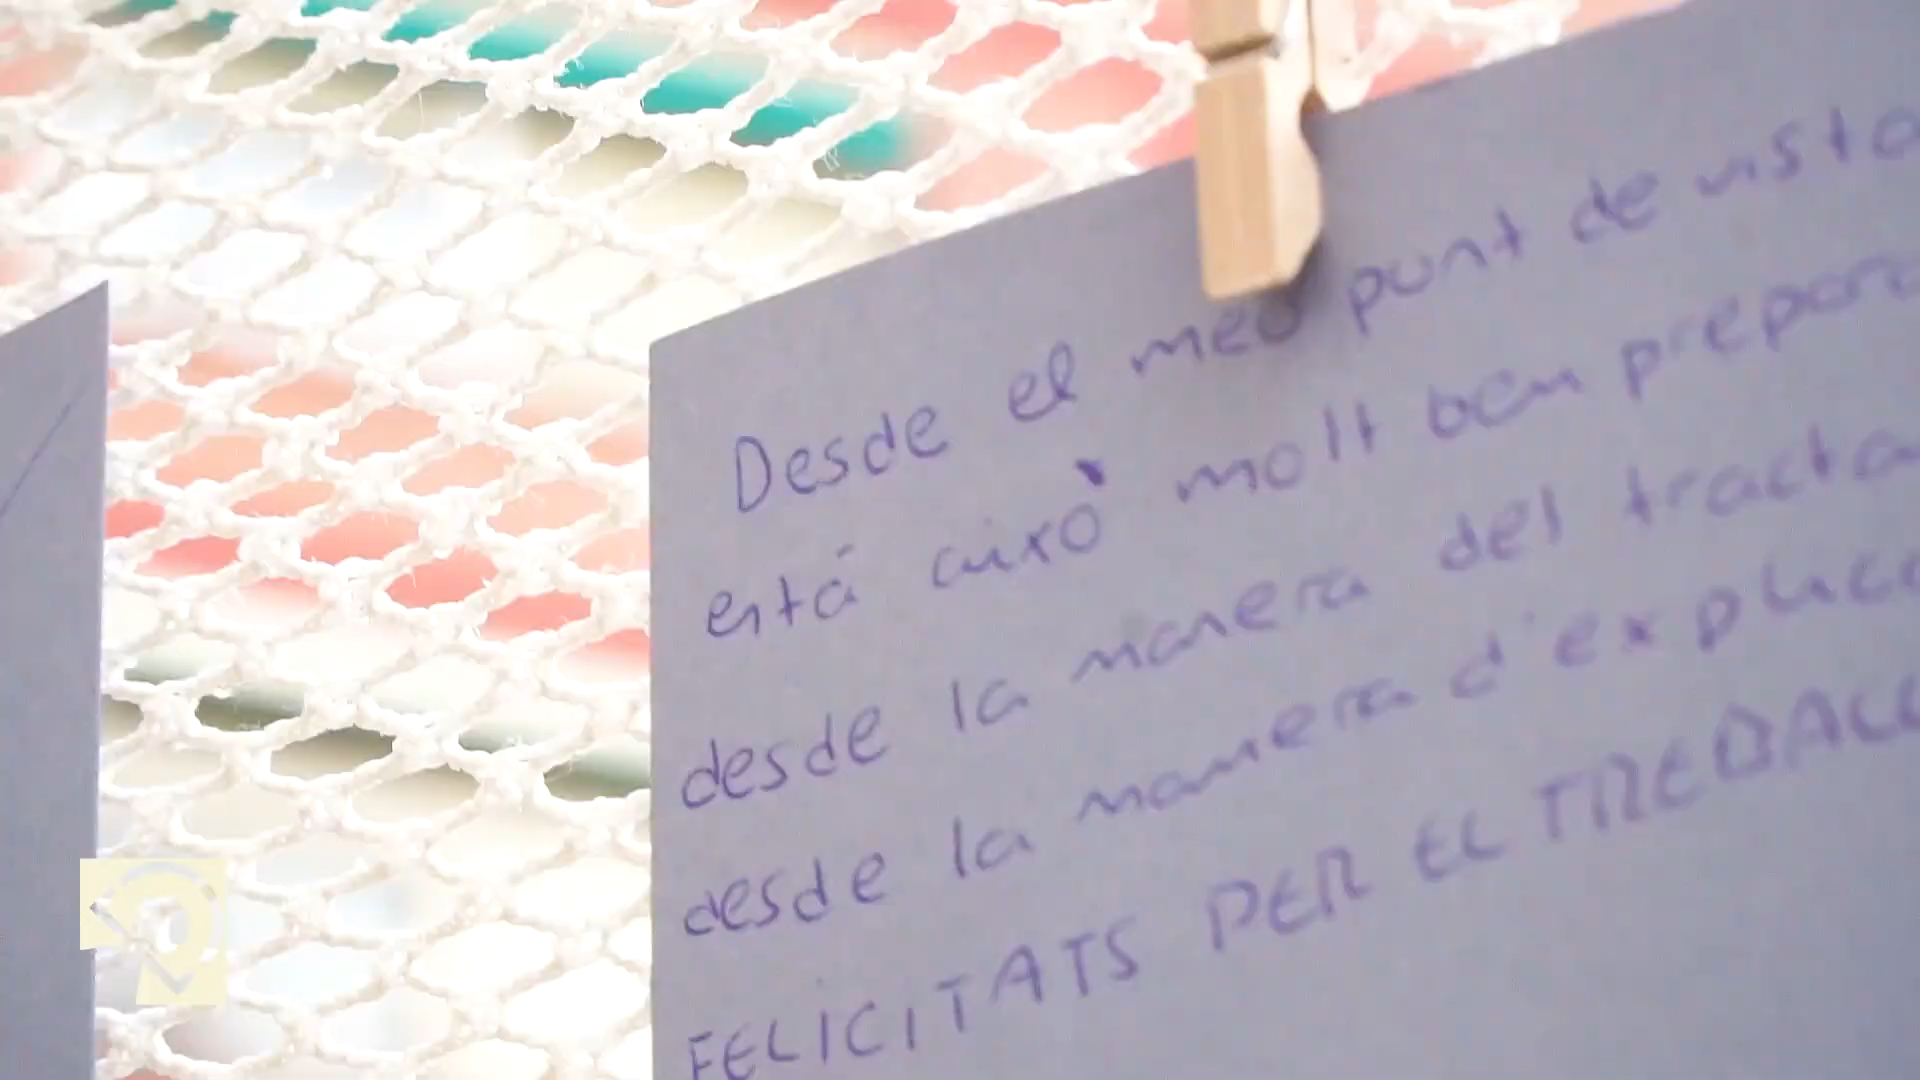 Desde el meu punt de vista
está això molt ben prepara
desde la manera del tracta
desde la manera d'explica
FELICITATS PER EL TREBALL